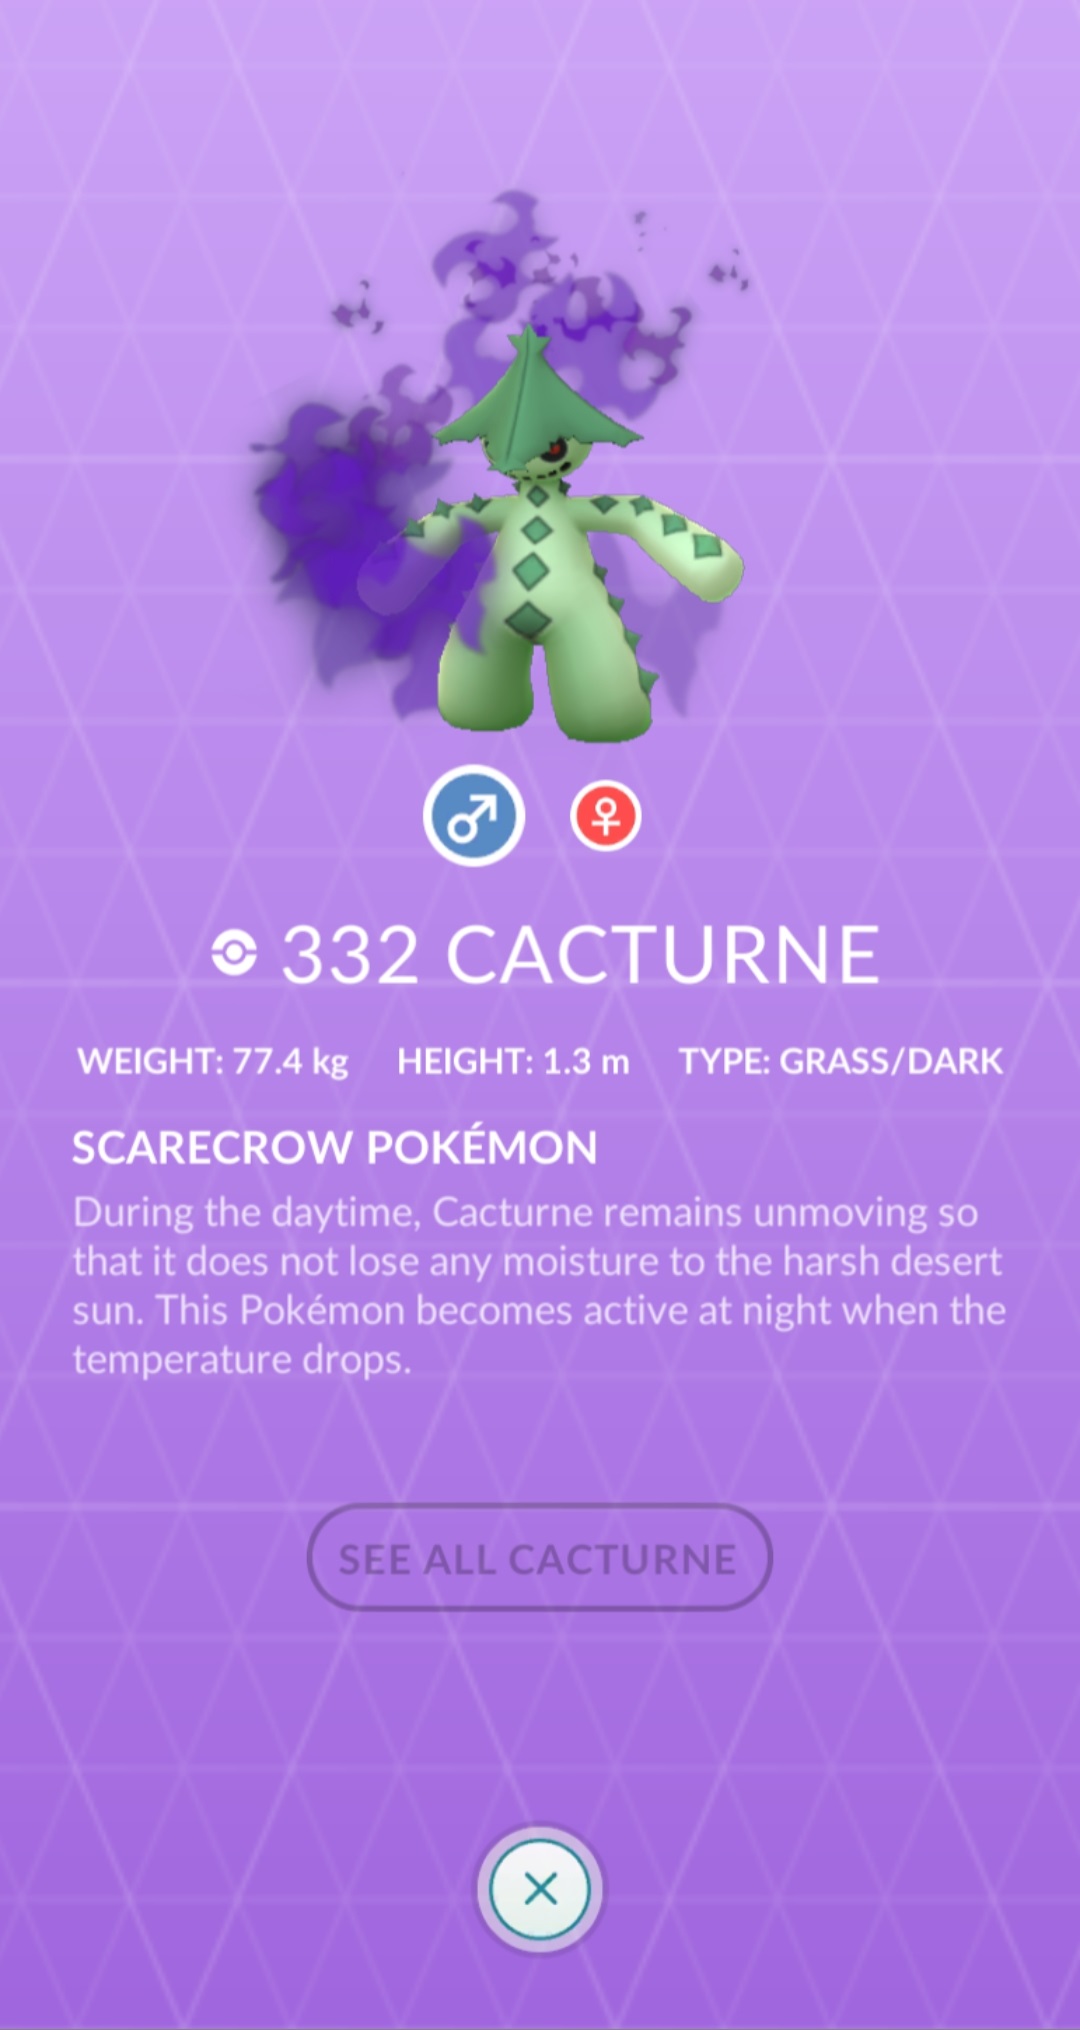 332 CACTURNE
WEIGHT: 77.4 kg HEIGHT: 1.3 m TYPE: GRASS/DARK
SCARECROW POKÉMON
During the daytime, Cacturne remains unmoving so
that it does not lose any moisture to the harsh desert
sun. This Pokémon becomes active at night when the
temperature drops.
SEE ALL CACTURNE